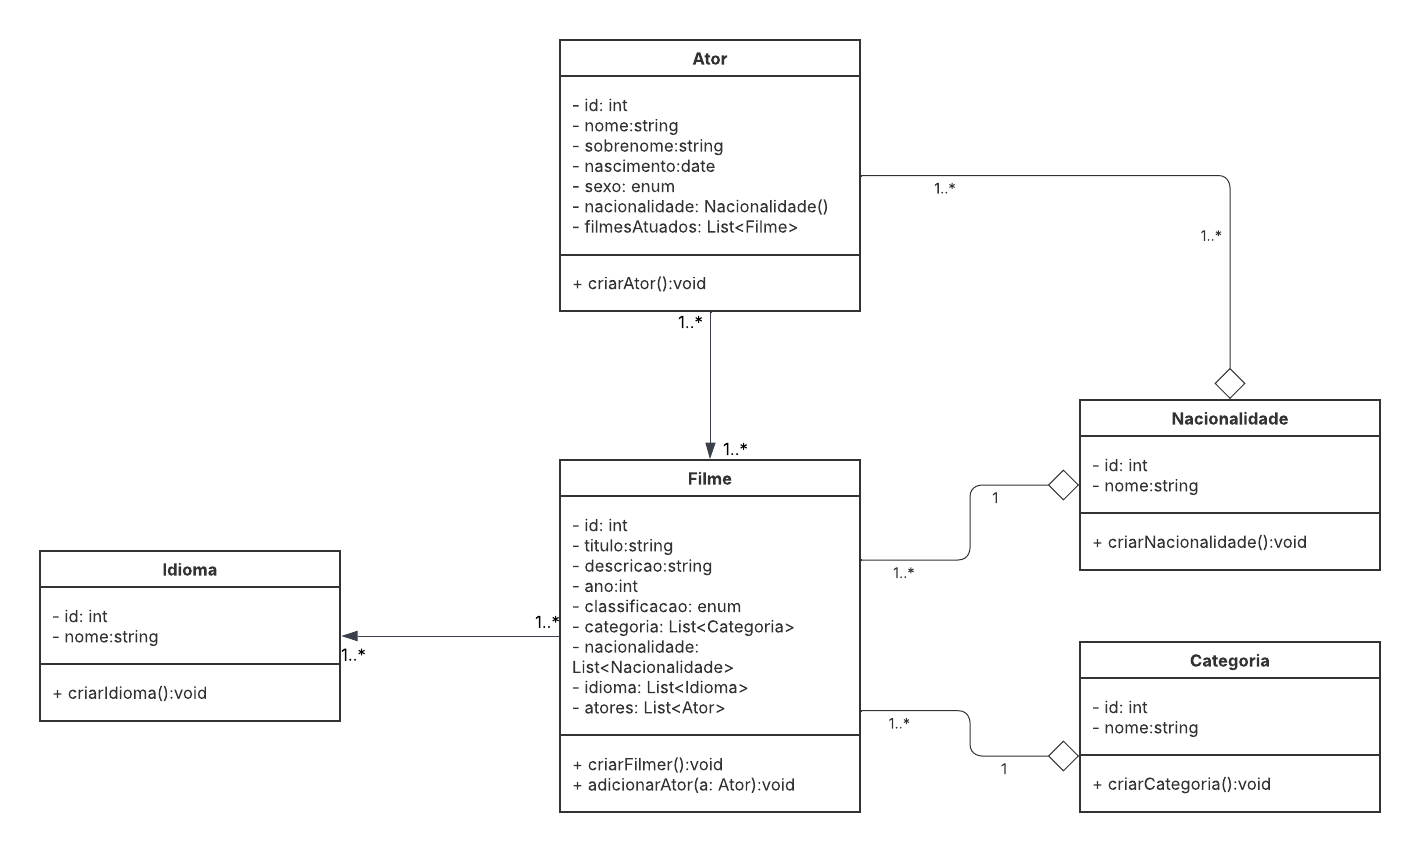 Ator
- id: int
- nome:string
- sobrenome:string
- nascimento:date
- sexo: enum
- nacionalidade: Nacionalidade()
- filmesAtuados: List<Filme>
+ criarAtor():void
1..*
1..*
1..*
1..*
Nacionalidade
- id: int
- nome:string
+ criarNacionalidade():void
Filme
- id: int
- titulo:string
- descricao:string
- ano:int
- classificacao: enum
- categoria: List<Categoria>
- nacionalidade:
List<Nacionalidade>
- idioma: List<Idioma>
- atores: List<Ator>
+ criarFilmer():void
+ adicionarAtor(a: Ator):void
1
1..*
Idioma
- id: int
- nome:string
+ criarIdioma():void
1..*
1..*
Categoria
- id: int
- nome:string
+ criarCategoria():void
1..*
1